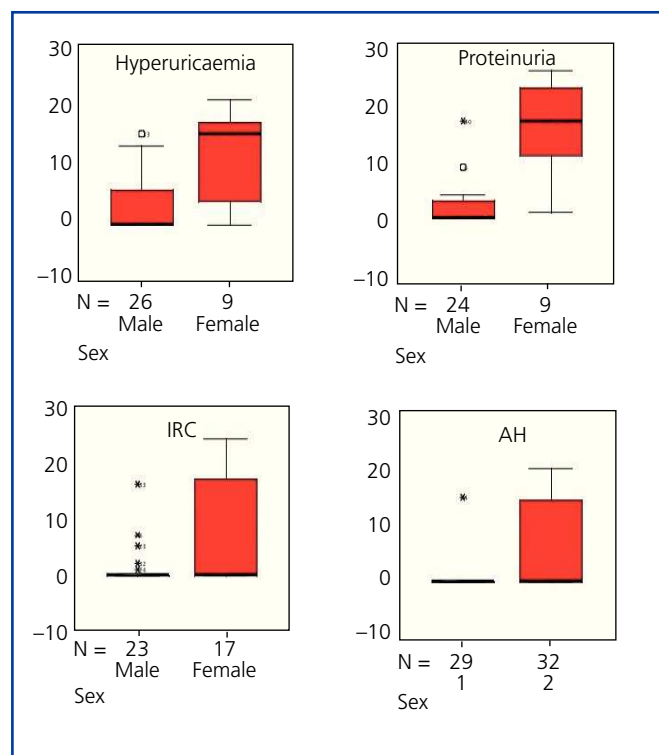 Hyperuricaemia
30
20
10
0
–10
N = 26 9
Male Female
Sex
Proteinuria
30
20
10
0
–10
N = 24 9
Male Female
Sex
IRC
30
20
10
0
–10
N = 23 17
Male Female
Sex
AH
30
20
10
0
–10
N = 29 32
1 2
Sex